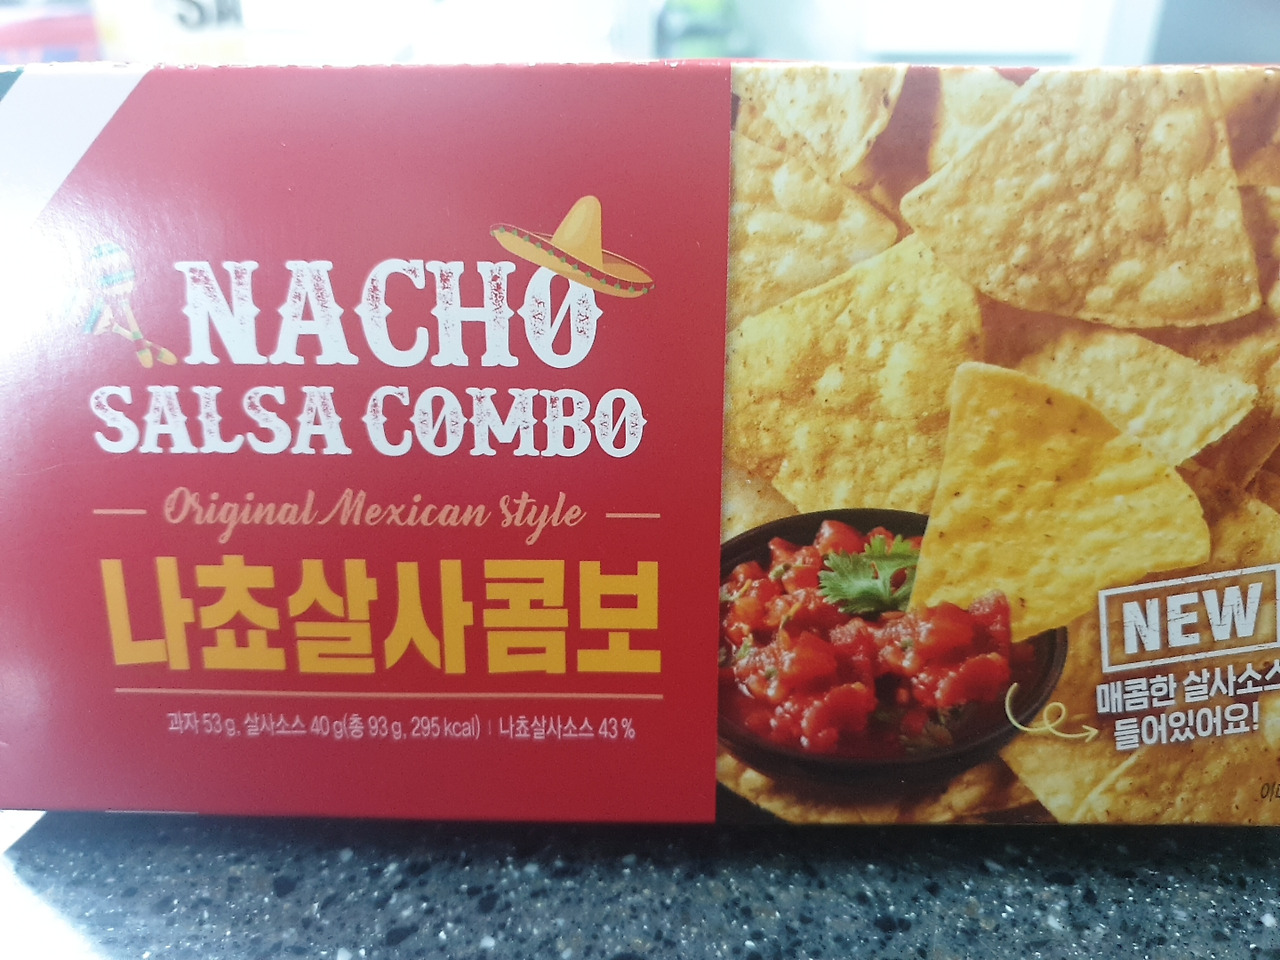 NACHO
SALSA COMBO
Original Mexican style
나쵸살사콤보
과자 53 g, 살사소스 40 g(총 93 g, 295 kcal) | 나쵸살사소스 43 %
NEW
매콤한 살사소스
들어있어요!